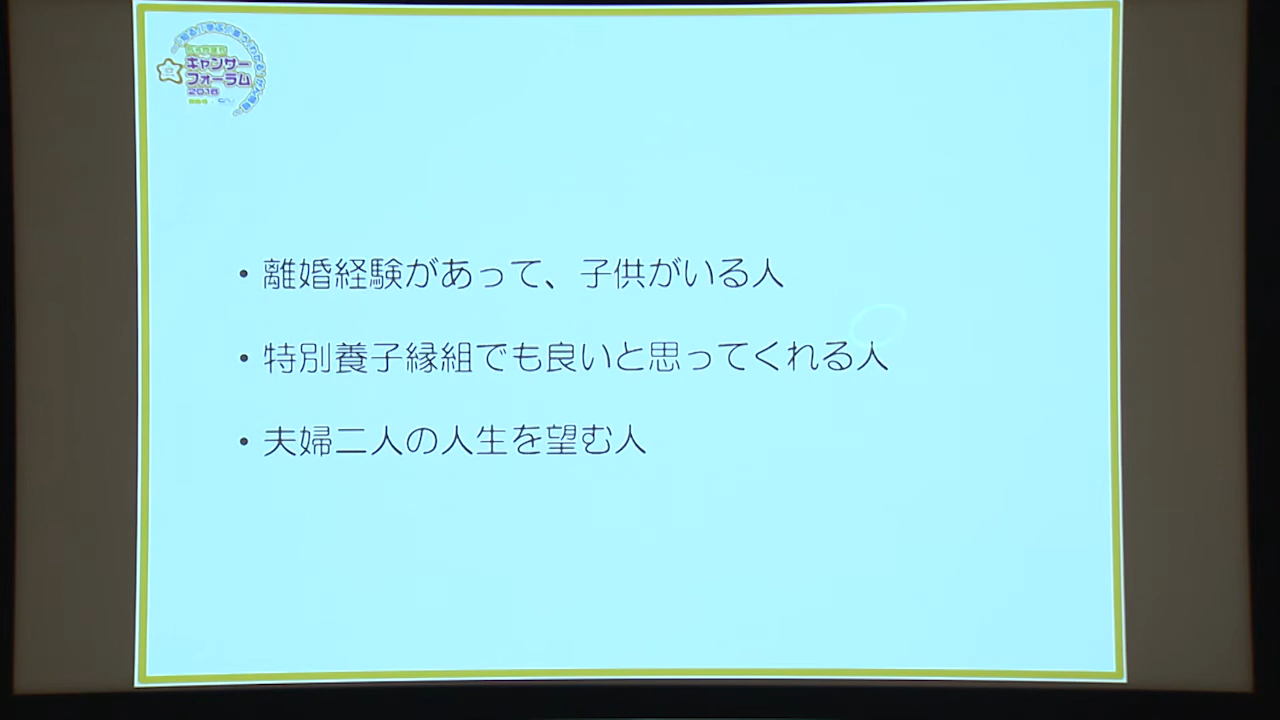 キャンサー
フォーラム
2016
・離婚経験があって、子供がいる人
・特別養子縁組でも良いと思ってくれる人
・夫婦二人の人生を望む人